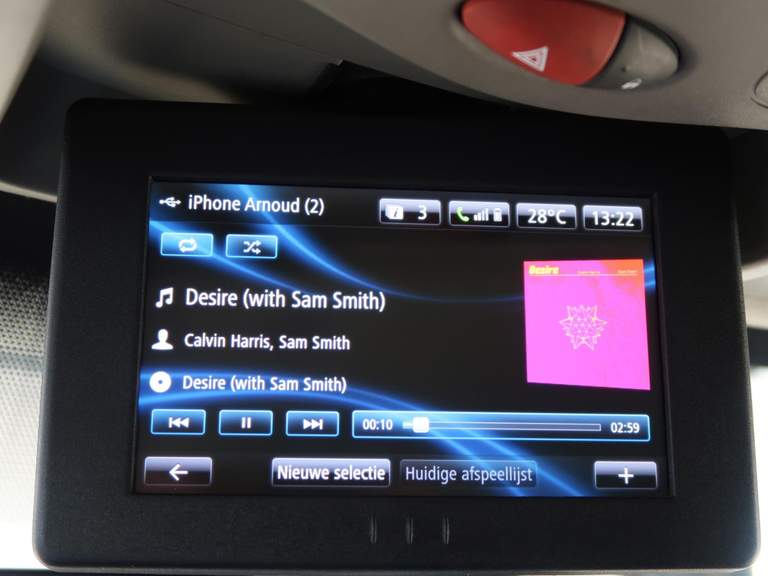 iPhone Arnoud (2)
3
28°C
13:22
Desire (with Sam Smith)
Desire
Calvin Harris, Sam Smith
Desire (with Sam Smith)
00:10
02:59
Nieuwe selectie
Huidige afspeellijst